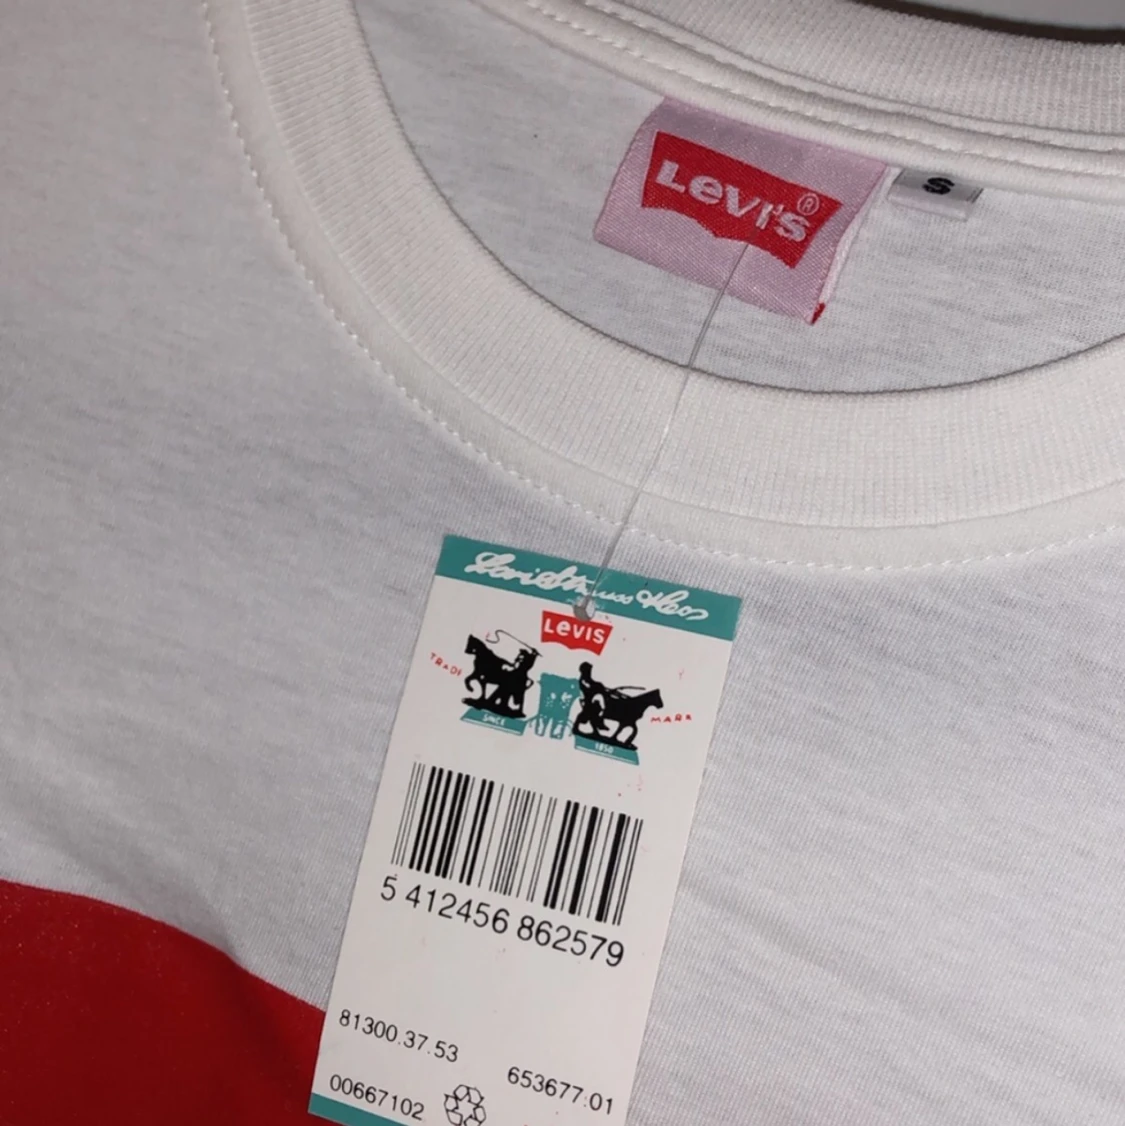 Levi's®
S
Levi Strauss & Co
Levis
TRADE
MARK
SINCE
1850
5 412456 862579
81300.37.53
653677:01
00667102